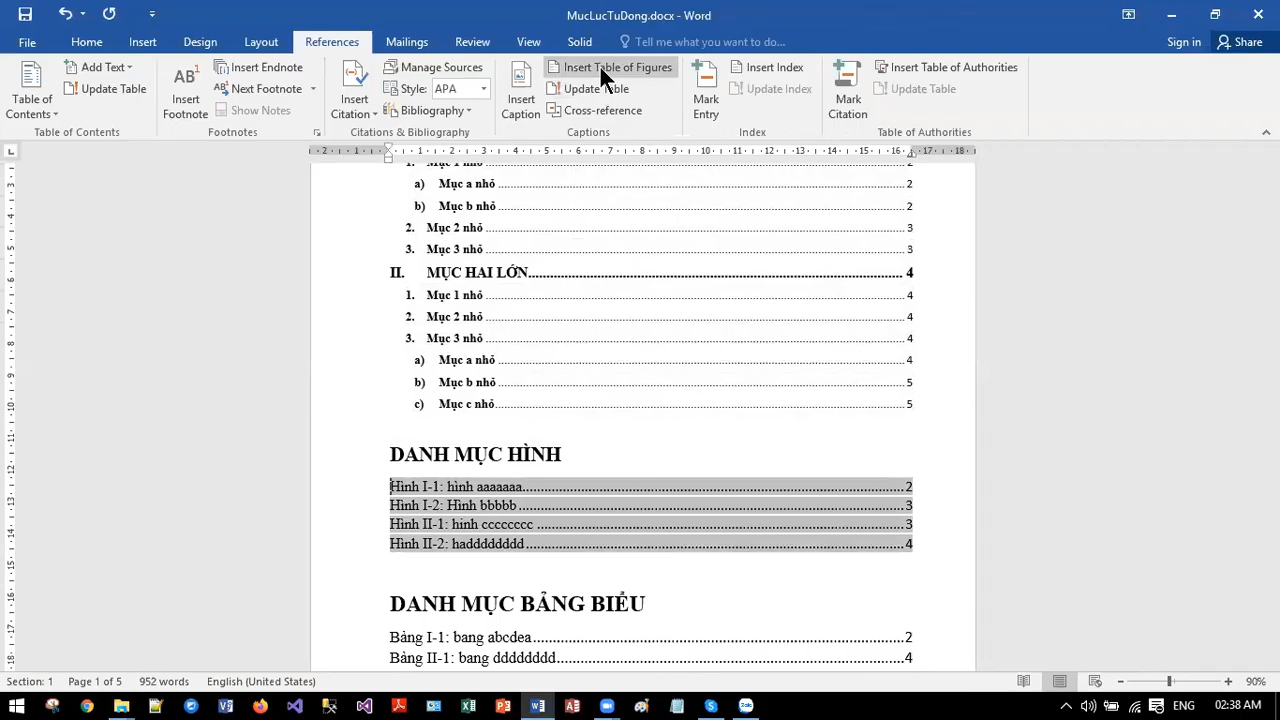 MucLucTuDong.docx - Word
File Home Insert Design Layout References Mailings Review View Solid Tell me what you want to do... Sign in Share
Table of Contents
Add Text
Update Table
Table of Contents
Insert Footnote
Insert Endnote
Next Footnote
Show Notes
Footnotes
Insert Citation
Manage Sources
Style: APA
Bibliography
Citations & Bibliography
Insert Caption
Insert Table of Figures
Update Table
Cross-reference
Captions
Mark Entry
Insert Index
Update Index
Index
Mark Citation
Insert Table of Authorities
Update Table
Table of Authorities
a) Mục a nhỏ 2
b) Mục b nhỏ 2
2. Mục 2 nhỏ 3
3. Mục 3 nhỏ 3
II. MỤC HAI LỚN 4
1. Mục 1 nhỏ 4
2. Mục 2 nhỏ 4
3. Mục 3 nhỏ 4
a) Mục a nhỏ 4
b) Mục b nhỏ 5
c) Mục c nhỏ 5
DANH MỤC HÌNH
Hình I-1: hình aaaaaaa 2
Hình I-2: Hình bbbbb 3
Hình II-1: hinh cccccccc 3
Hình II-2: hadddddddd 4
DANH MỤC BẢNG BIỂU
Bảng I-1: bang abcdea 2
Bảng II-1: bang dddddddd 4
Section: 1 Page 1 of 5 952 words English (United States) 90%
02:38 AM